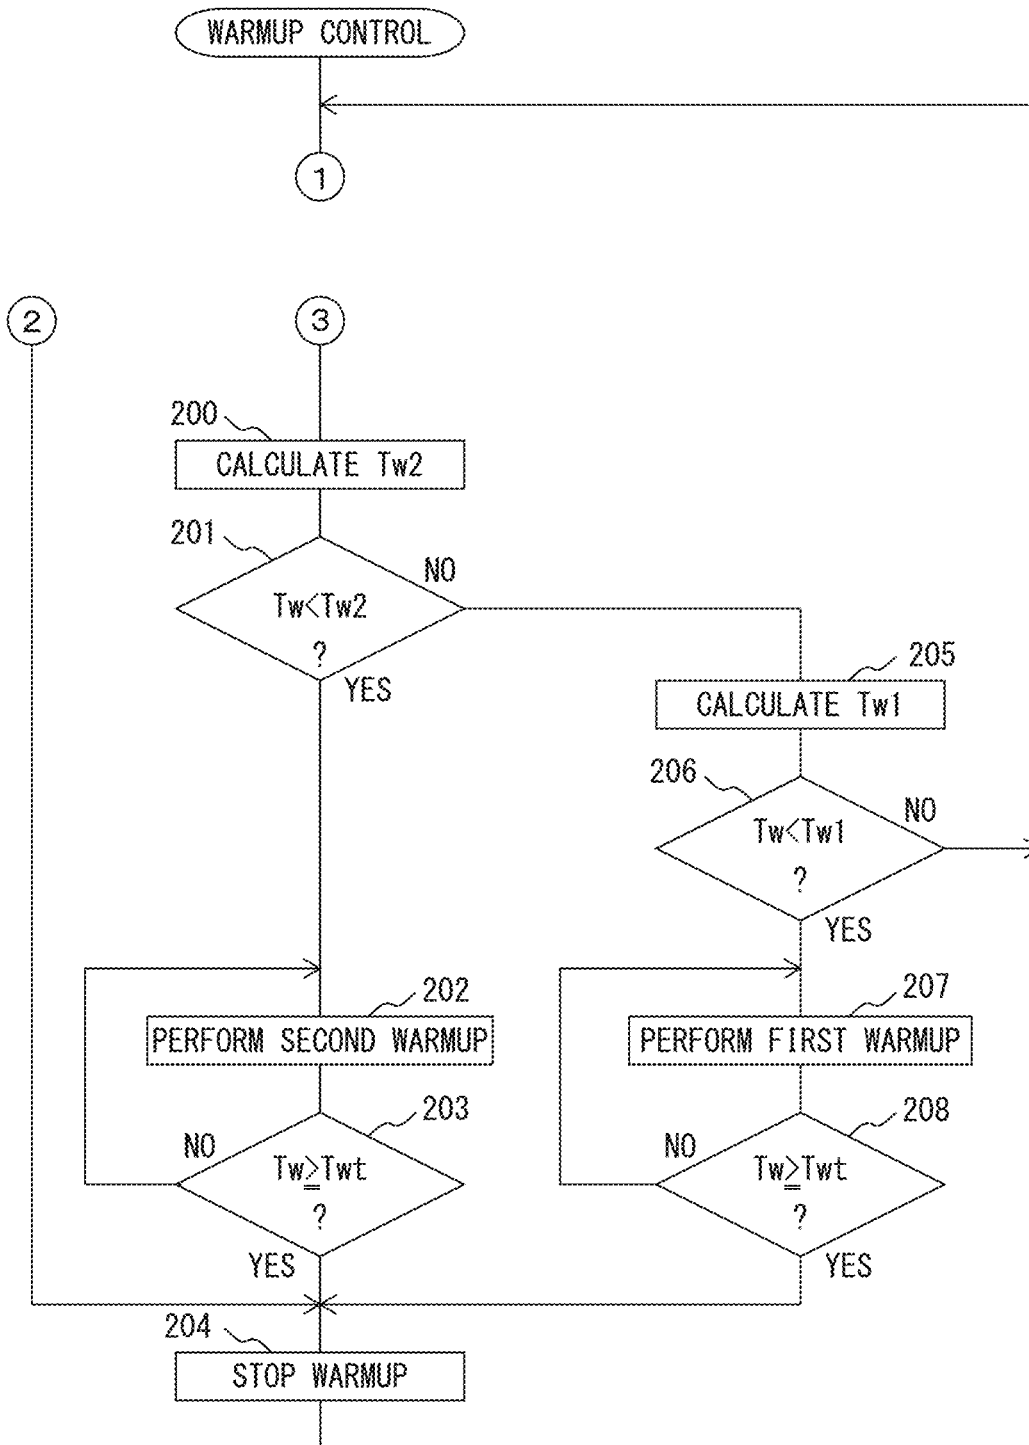 WARMUP CONTROL
1
2
3
200
CALCULATE Tw2
201
Tw<Tw2
?
NO
YES
205
CALCULATE Tw1
206
Tw<Tw1
?
NO
YES
202
PERFORM SECOND WARMUP
203
NO
Tw≧Twt
?
YES
207
PERFORM FIRST WARMUP
208
NO
Tw≧Twt
?
YES
204
STOP WARMUP